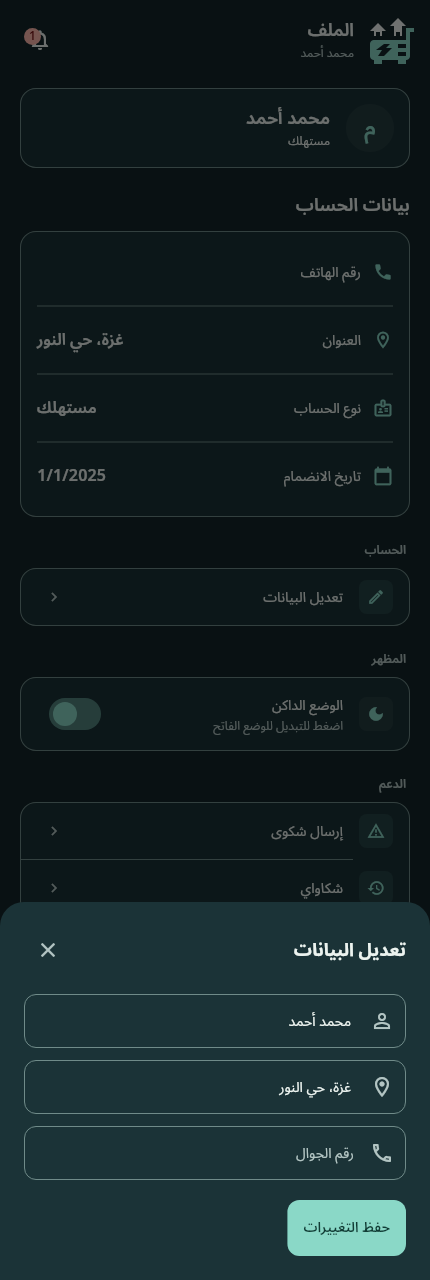 الملف
محمد أحمد
1
م
محمد أحمد
مستهلك
بيانات الحساب
رقم الهاتف
العنوان
غزة، حي النور
نوع الحساب
مستهلك
تاريخ الانضمام
1/1/2025
الحساب
تعديل البيانات
المظهر
الوضع الداكن
اضغط للتبديل للوضع الفاتح
الدعم
إرسال شكوى
شكاواي
تعديل البيانات
محمد أحمد
غزة، حي النور
رقم الجوال
حفظ التغييرات